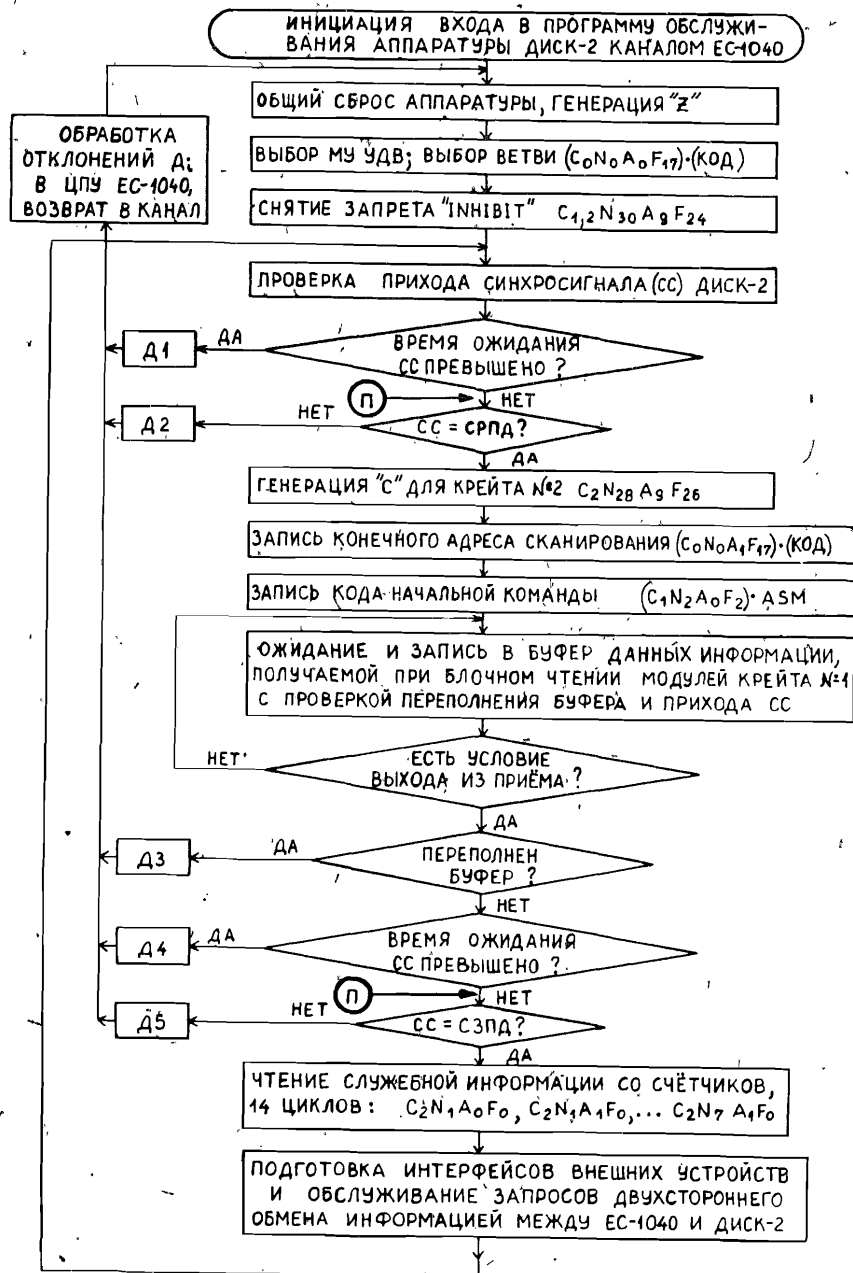 ИНИЦИАЦИЯ ВХОДА В ПРОГРАММУ ОБСЛУЖИ-
ВАНИЯ АППАРАТУРЫ ДИСК-2 КАНАЛОМ ЕС-1040
ОБЩИЙ СБРОС АППАРАТУРЫ, ГЕНЕРАЦИЯ "Z"
ОБРАБОТКА
ОТКЛОНЕНИЙ Дi
В ЦПУ ЕС-1040,
ВОЗВРАТ В КАНАЛ
ВЫБОР МУ УДВ; ВЫБОР ВЕТВИ (C₀N₀A₀F₁₇)·(КОД)
СНЯТИЕ ЗАПРЕТА "INHIBIT" C₁,₂N₃₀A₉F₂₄
ПРОВЕРКА ПРИХОДА СИНХРОСИГНАЛА (СС) ДИСК-2
ВРЕМЯ ОЖИДАНИЯ
СС ПРЕВЫШЕНО ?
ДА
Д1
НЕТ
П
СС = СРПД?
НЕТ
Д2
ДА
ГЕНЕРАЦИЯ "С" ДЛЯ КРЕЙТА №2 C₂N₂₈A₉F₂₆
ЗАПИСЬ КОНЕЧНОГО АДРЕСА СКАНИРОВАНИЯ (C₀N₀A₁F₁₇)·(КОД)
ЗАПИСЬ КОДА НАЧАЛЬНОЙ КОМАНДЫ (C₁N₂A₀F₂)·ASM
ОЖИДАНИЕ И ЗАПИСЬ В БУФЕР ДАННЫХ ИНФОРМАЦИИ,
ПОЛУЧАЕМОЙ ПРИ БЛОЧНОМ ЧТЕНИИ МОДУЛЕЙ КРЕЙТА №1
С ПРОВЕРКОЙ ПЕРЕПОЛНЕНИЯ БУФЕРА И ПРИХОДА СС
ЕСТЬ УСЛОВИЕ
ВЫХОДА ИЗ ПРИЁМА ?
НЕТ
ДА
ПЕРЕПОЛНЕН
БУФЕР ?
ДА
Д3
НЕТ
ВРЕМЯ ОЖИДАНИЯ
СС ПРЕВЫШЕНО ?
ДА
Д4
НЕТ
П
СС = СЗПД?
НЕТ
Д5
ДА
ЧТЕНИЕ СЛУЖЕБНОЙ ИНФОРМАЦИИ СО СЧЁТЧИКОВ,
14 ЦИКЛОВ: C₂N₁A₀F₀, C₂N₁A₁F₀,... C₂N₇A₁F₀
ПОДГОТОВКА ИНТЕРФЕЙСОВ ВНЕШНИХ УСТРОЙСТВ
И ОБСЛУЖИВАНИЕ ЗАПРОСОВ ДВУХСТОРОННЕГО
ОБМЕНА ИНФОРМАЦИЕЙ МЕЖДУ ЕС-1040 И ДИСК-2